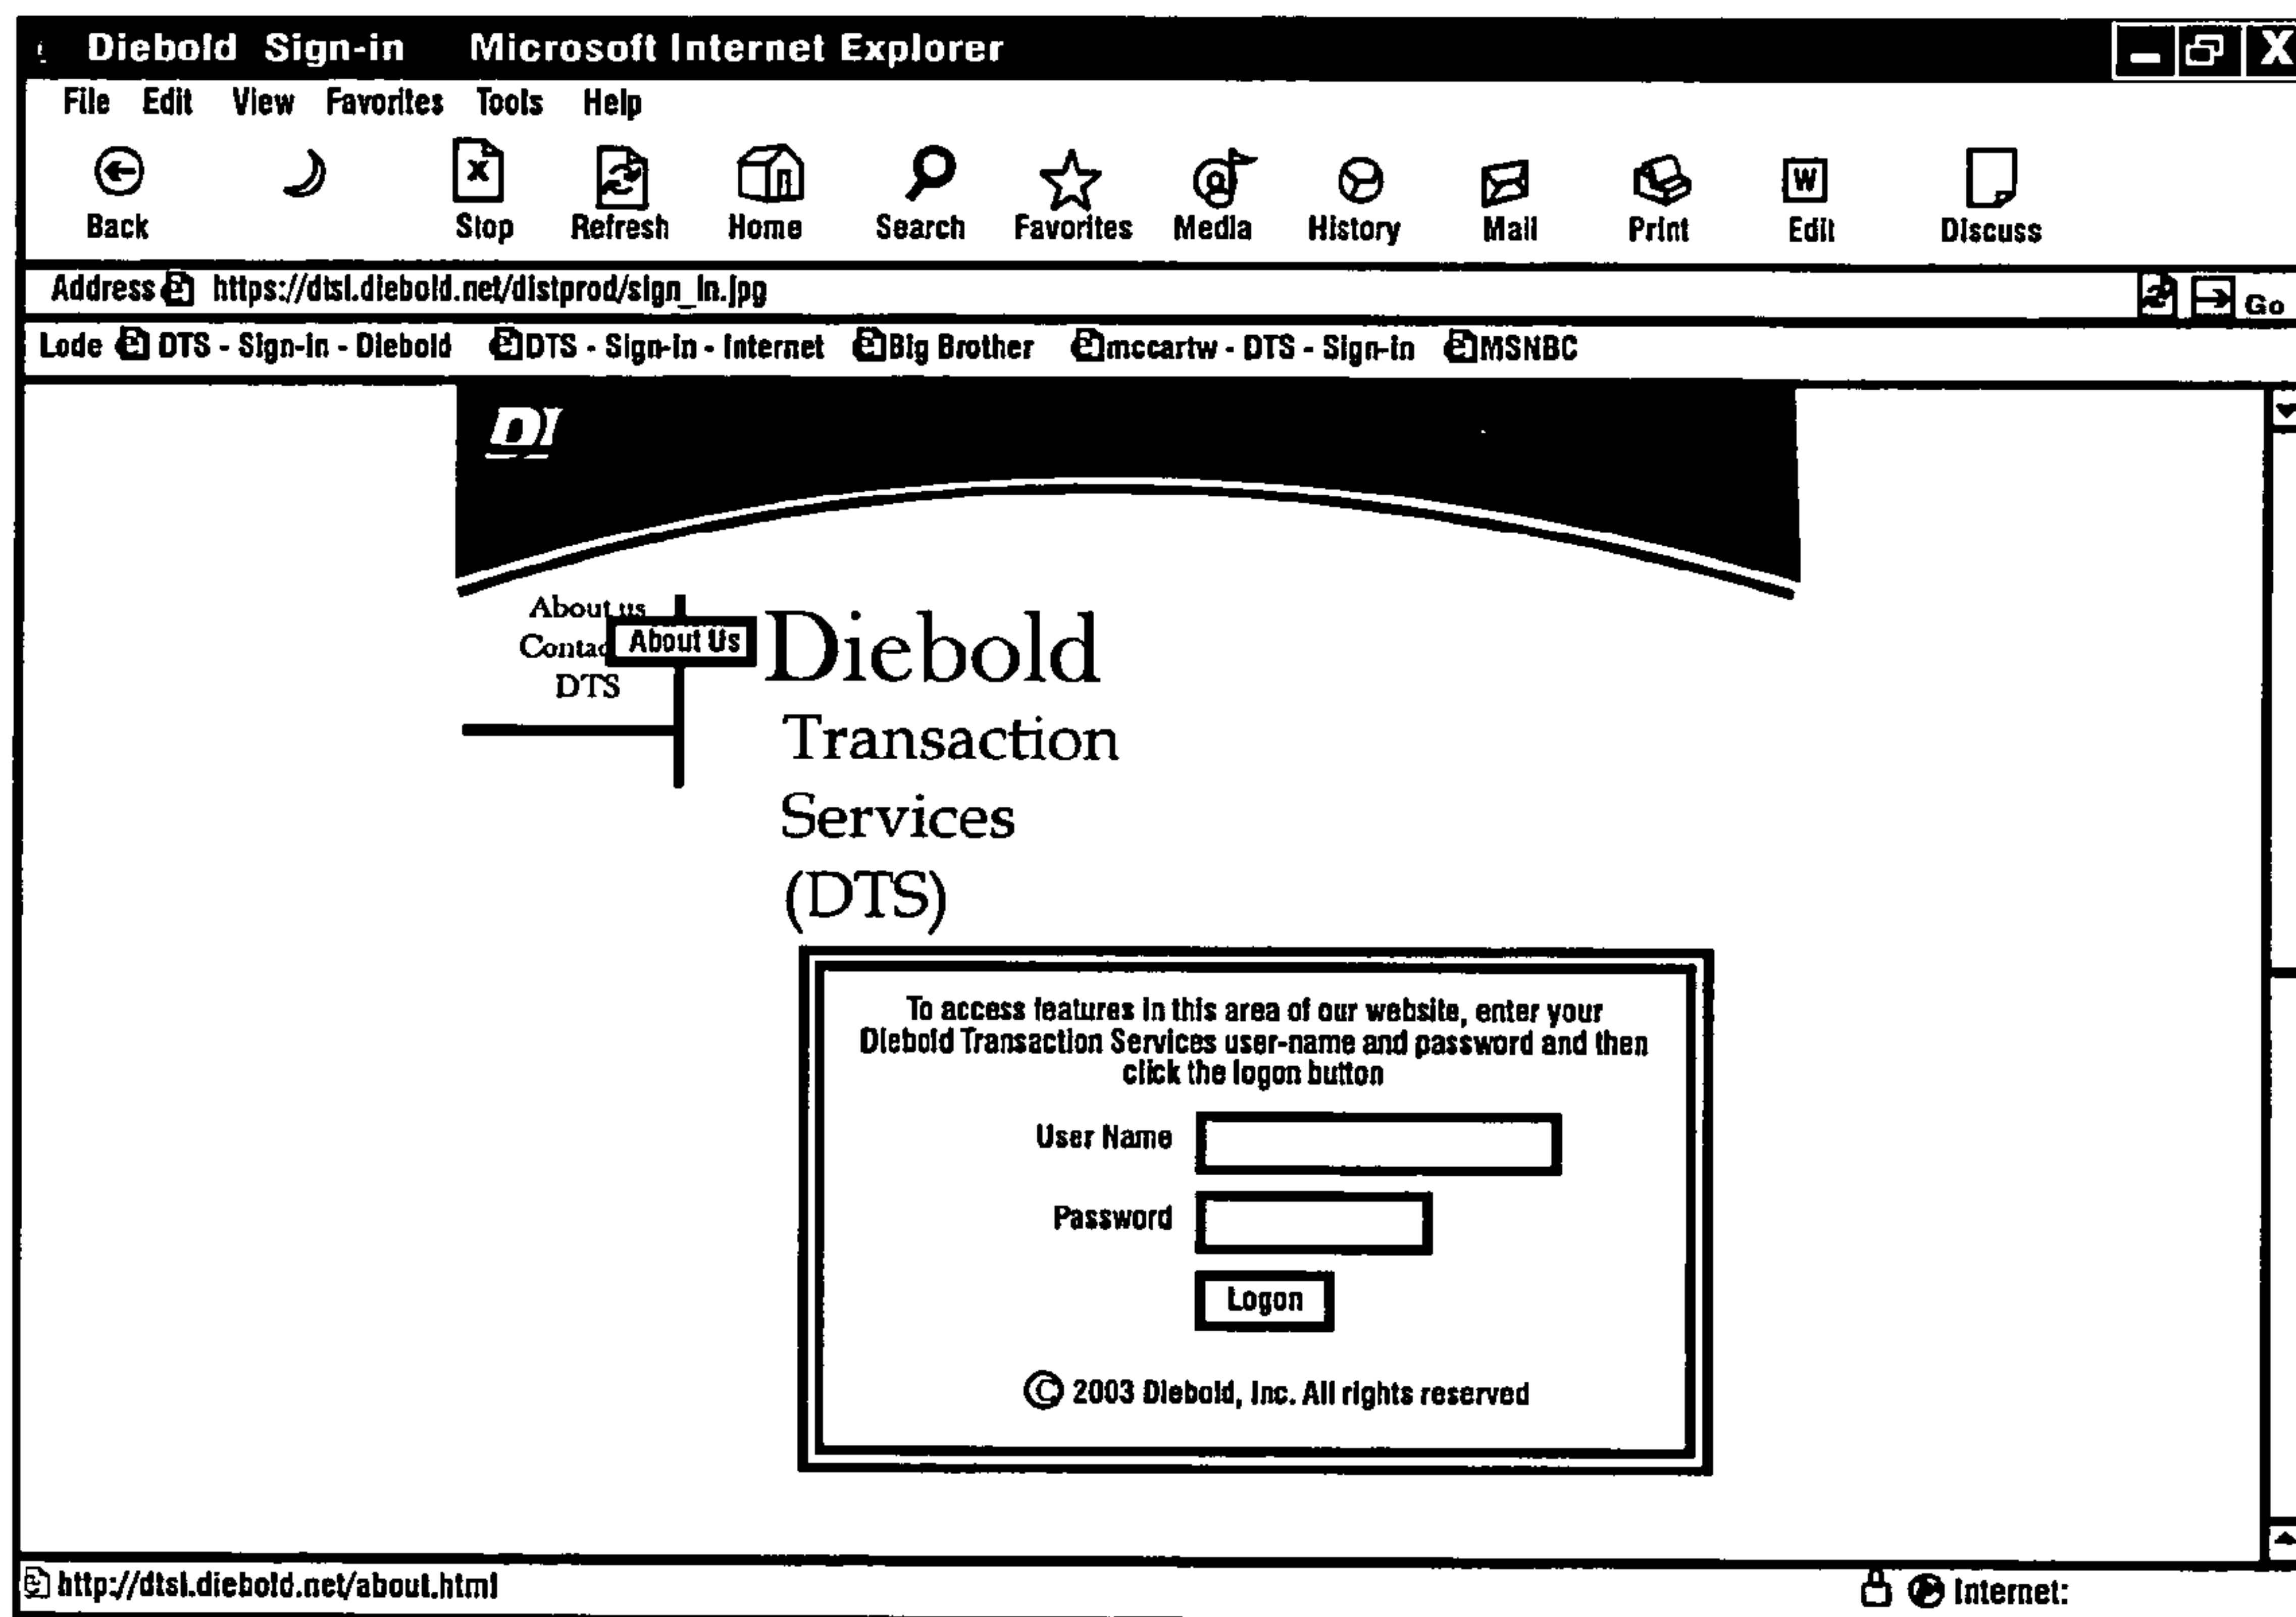 Diebold Sign-in Microsoft Internet Explorer
File Edit View Favorites Tools Help
Back Stop Refresh Home Search Favorites Media History Mail Print Edit Discuss
Address https://dtsl.diebold.net/distprod/sign_in.jpg Go
Lode DTS - Sign-in - Diebold DTS - Sign-in - Internet Big Brother mccartw - DTS - Sign-in MSNBC
DI
About us
Contac
About Us
DTS
Diebold
Transaction
Services
(DTS)
To access features in this area of our website, enter your
Diebold Transaction Services user-name and password and then
click the logon button
User Name
Password
Logon
© 2003 Diebold, Inc. All rights reserved
http://dtsl.diebold.net/about.html Internet: